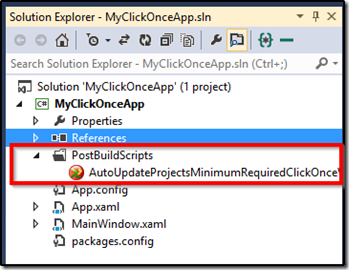 Solution Explorer - MyClickOnceApp.sln
Search Solution Explorer - MyClickOnceApp.sln (Ctrl+;)
Solution 'MyClickOnceApp' (1 project)
C# MyClickOnceApp
Properties
References
PostBuildScripts
AutoUpdateProjectsMinimumRequiredClickOnceV
App.config
App.xaml
MainWindow.xaml
packages.config